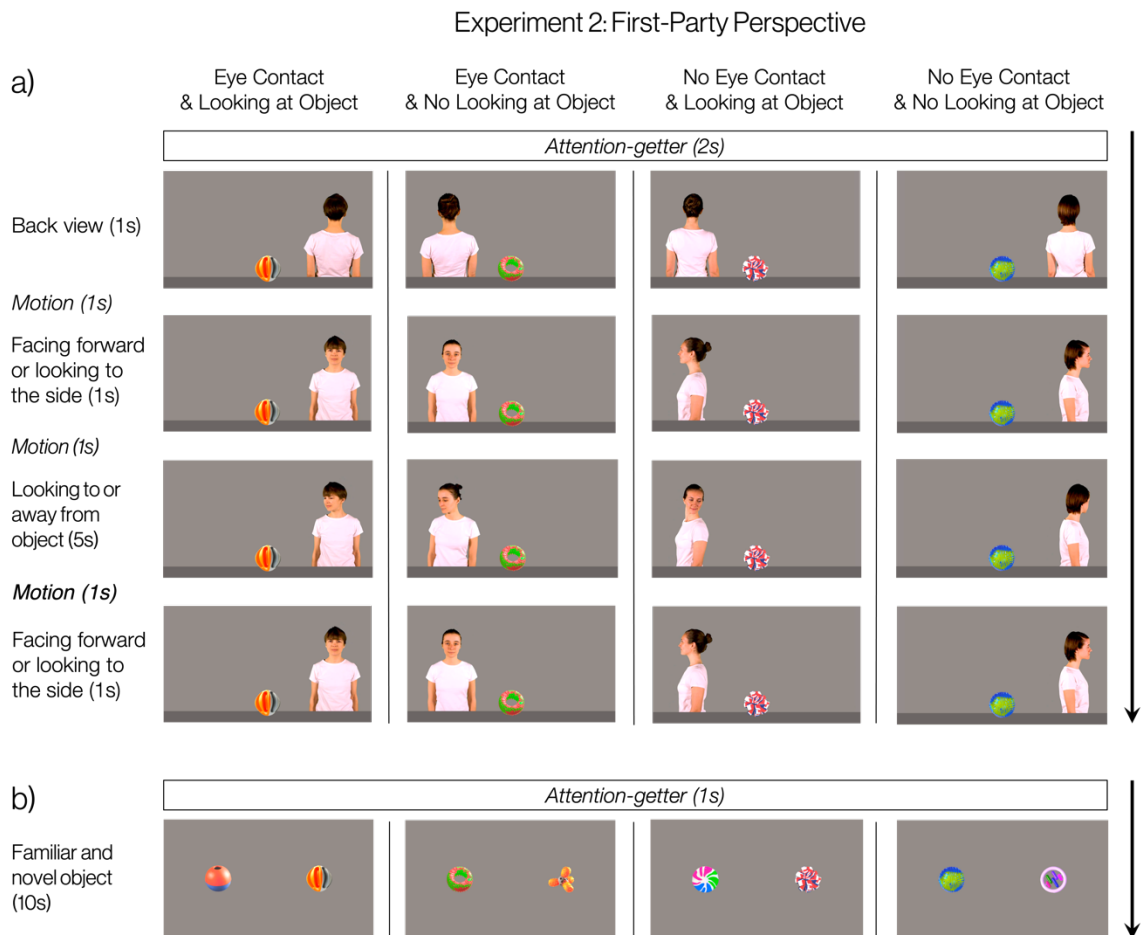 Experiment 2: First-Party Perspective
a)
Eye Contact
& Looking at Object
Eye Contact
& No Looking at Object
No Eye Contact
& Looking at Object
No Eye Contact
& No Looking at Object
Attention-getter (2s)
Back view (1s)
Motion (1s)
Facing forward
or looking to
the side (1s)
Motion (1s)
Looking to or
away from
object (5s)
Motion (1s)
Facing forward
or looking to
the side (1s)
b)
Attention-getter (1s)
Familiar and
novel object
(10s)